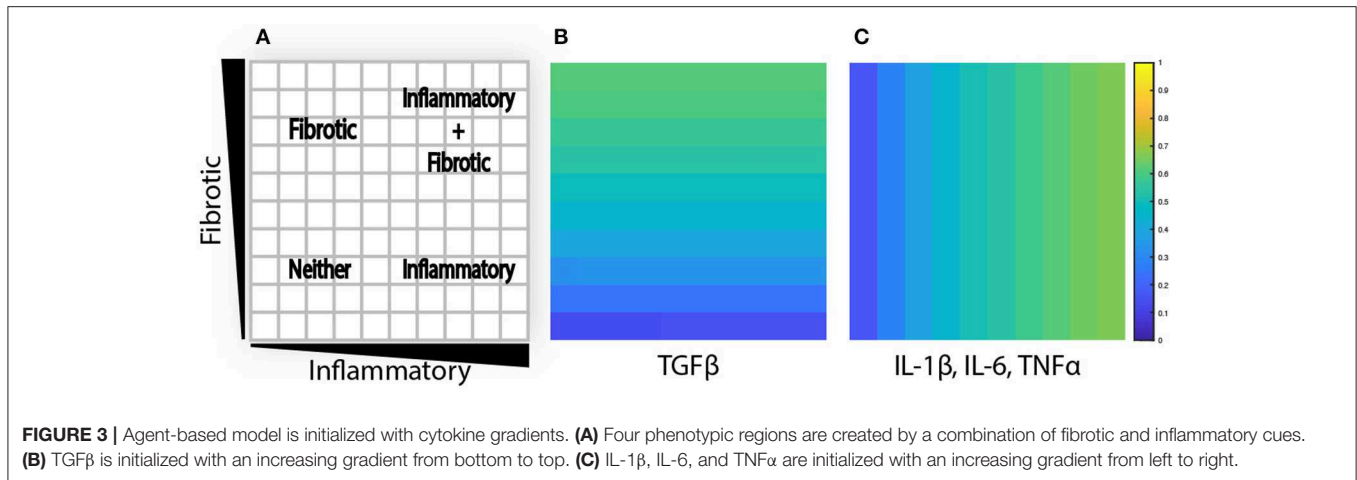 A
B
C
Fibrotic
Fibrotic
Inflammatory
+
Fibrotic
Neither
Inflammatory
Inflammatory
TGFβ
IL-1β, IL-6, TNFα
1
0.9
0.8
0.7
0.6
0.5
0.4
0.3
0.2
0.1
0
FIGURE 3 | Agent-based model is initialized with cytokine gradients. (A) Four phenotypic regions are created by a combination of fibrotic and inflammatory cues.
(B) TGFβ is initialized with an increasing gradient from bottom to top. (C) IL-1β, IL-6, and TNFα are initialized with an increasing gradient from left to right.